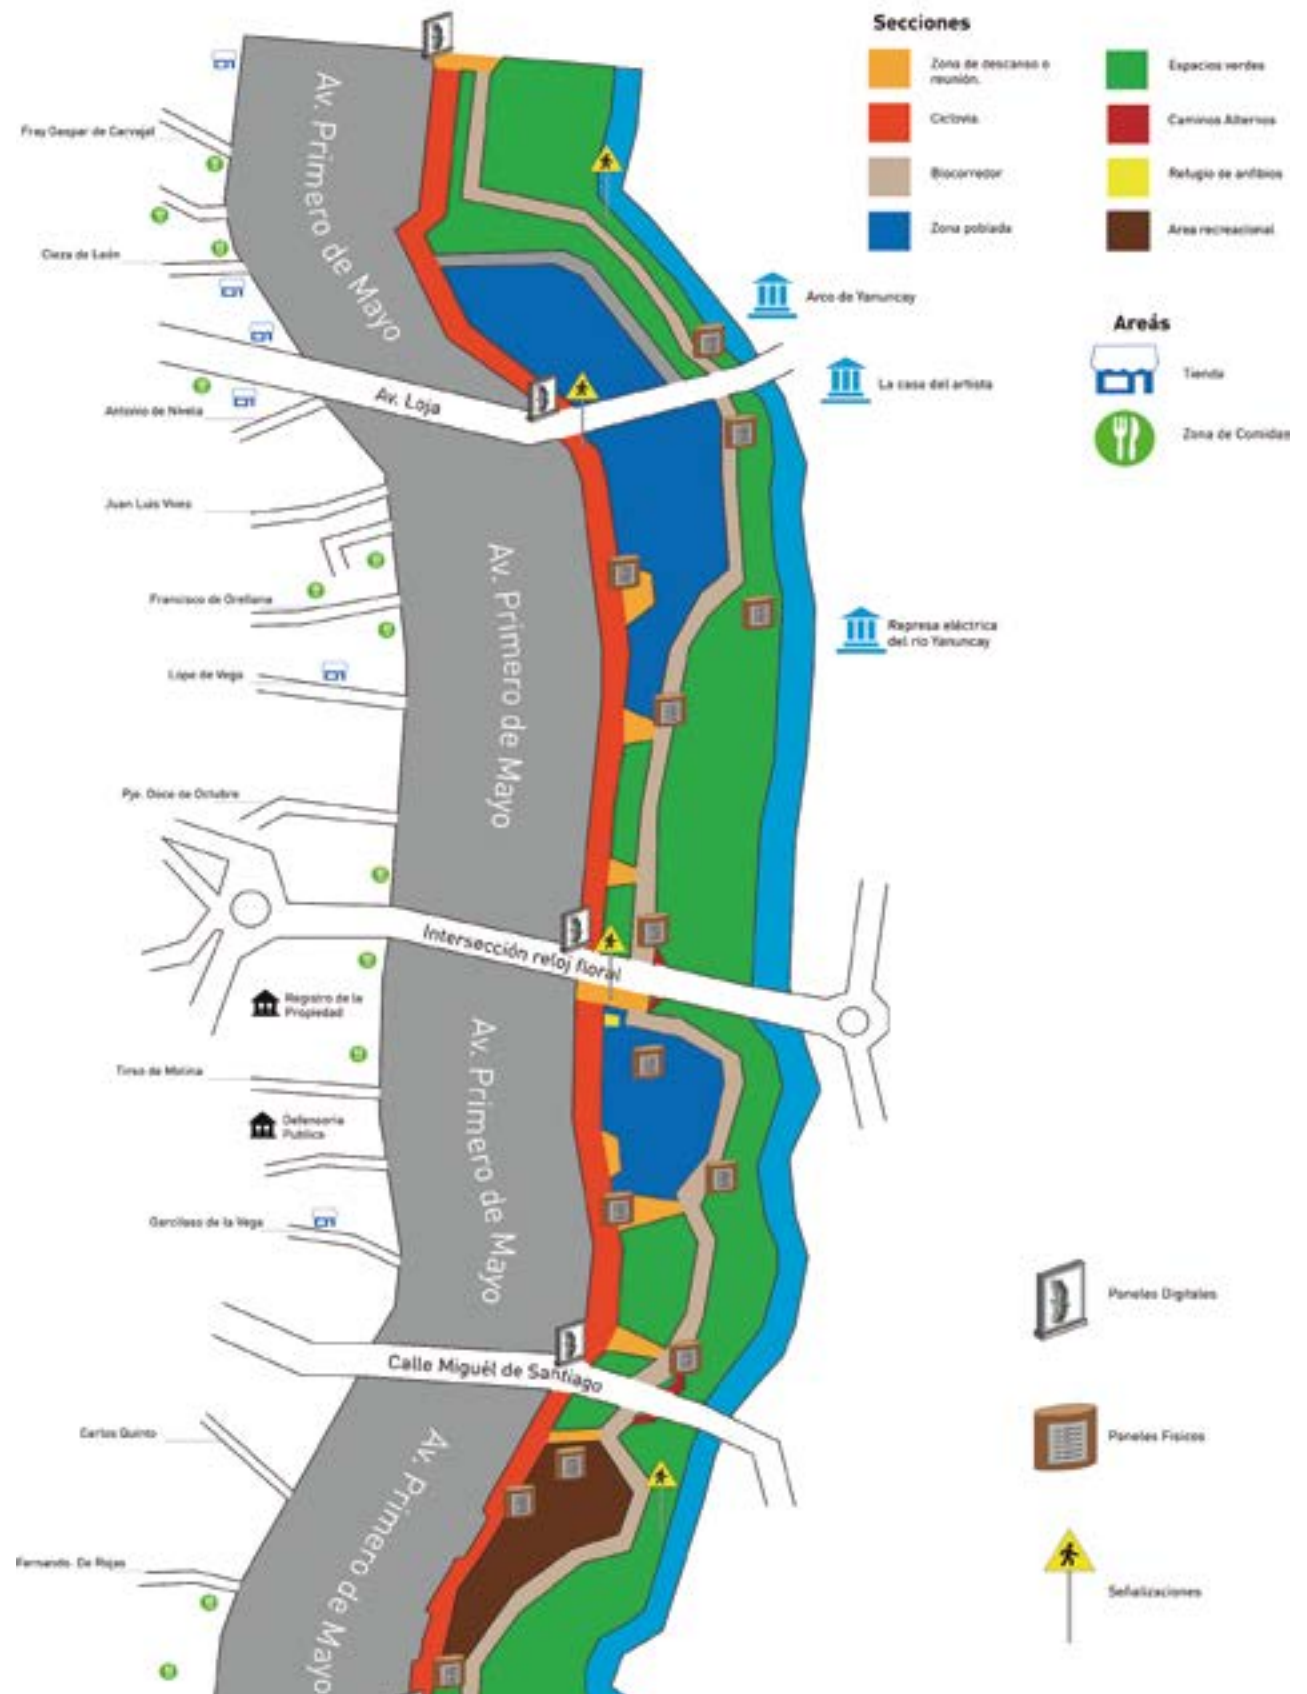 Secciones
Zona de descanso o
reunión.
Espacios verdes
Ciclovia
Caminos Alternos
Biocorredor
Refugio de anfibios
Zona poblada
Area recreacional
Areás
Tienda
Zona de Comidas
Fray Gaspar de Carvajal
Av. Primero de Mayo
Cieza de León
Arco de Yanuncay
La casa del artista
Av. Loja
Antonio de Nivela
Juan Luis Vives
Francisco de Orellana
Av. Primero de Mayo
Represa eléctrica
del rio Yanuncay
Lope de Vega
Pje. Doce de Octubre
Intersección reloj floral
Registro de la
Propiedad
Tirso de Molina
Av. Primero de Mayo
Defensoria
Publica
Garcilaso de la Vega
Paneles Digitales
Calle Miguél de Santiago
Carlos Quinto
Paneles Fisicos
Av. Primero de Mayo
Fernando De Rojas
Señalizaciones